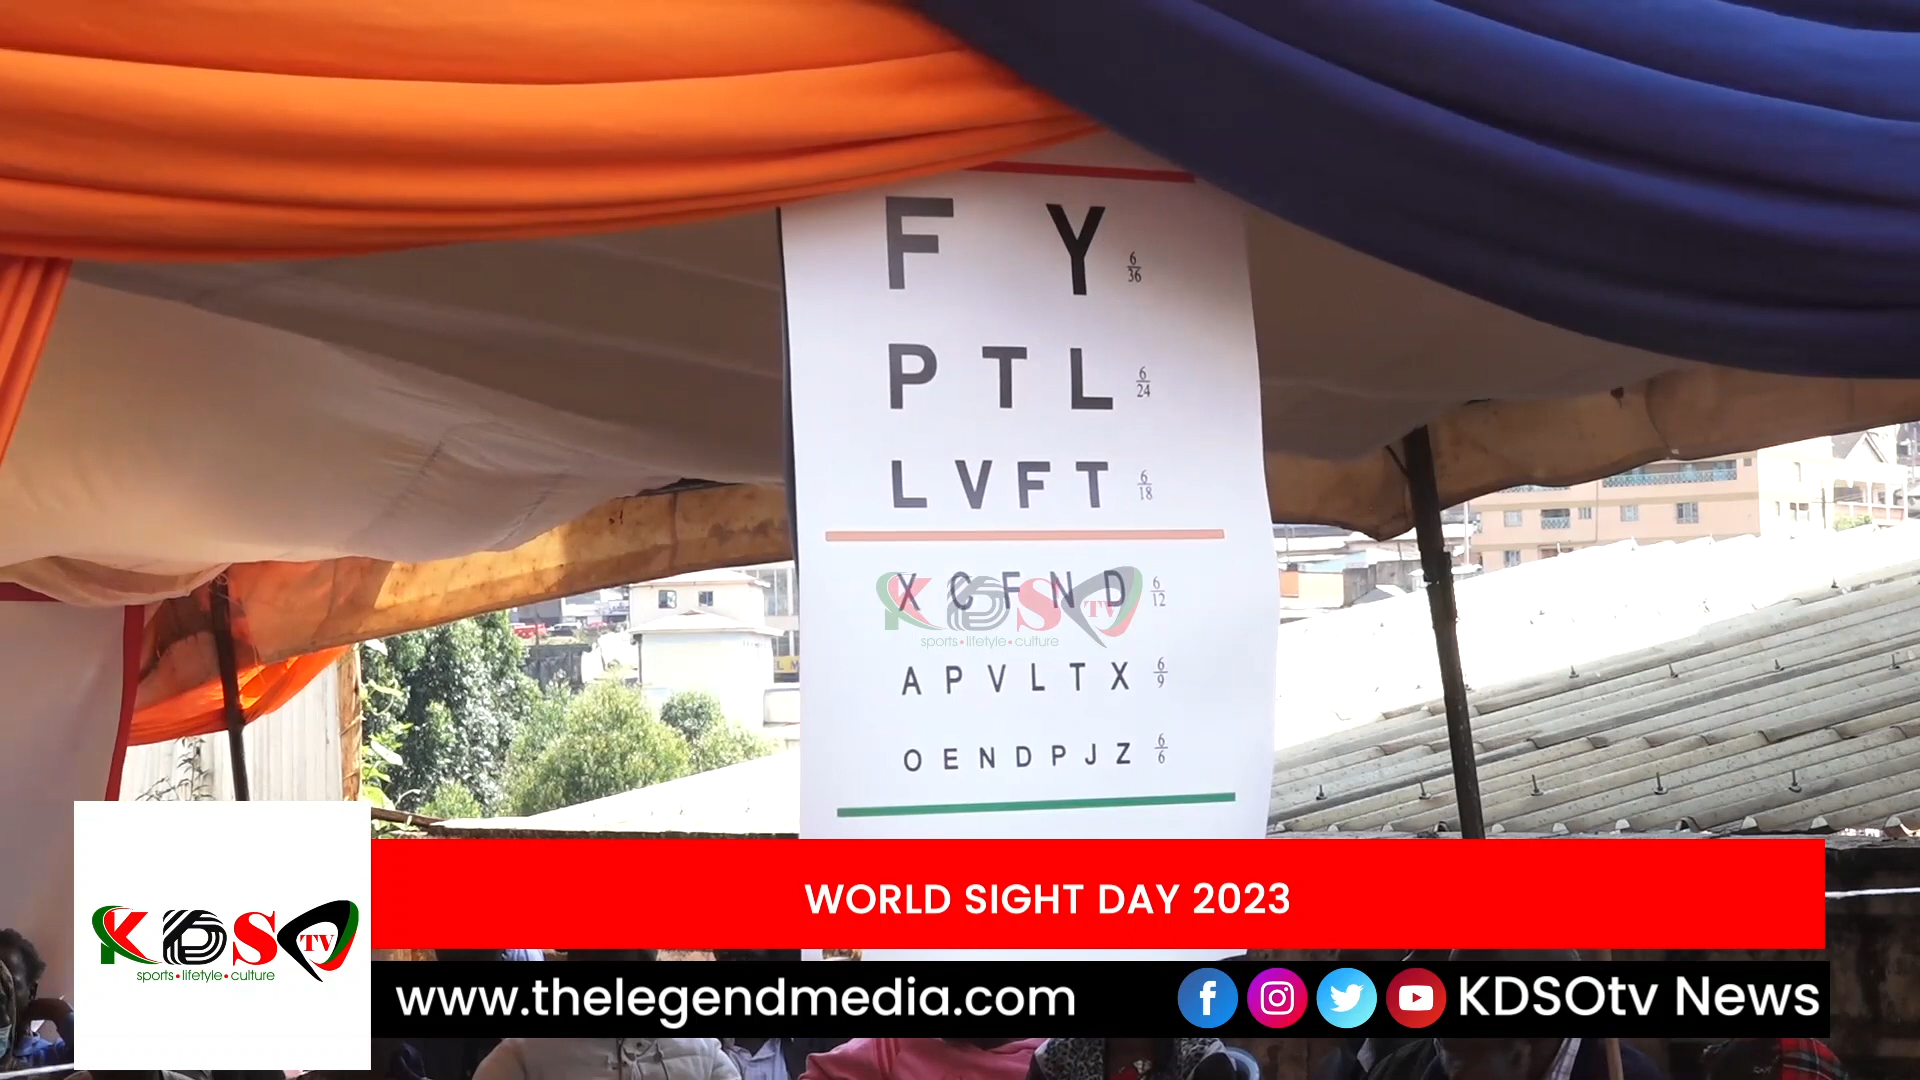 F Y 6/36
P T L 6/24
L V F T 6/18
X C F N D 6/12
KDSO TV
sports • lifetyle • culture
A P V L T X 6/9
O E N D P J Z 6/6
WORLD SIGHT DAY 2023
KDSO TV
sports • lifetyle • culture
www.thelegendmedia.com
KDSOtv News